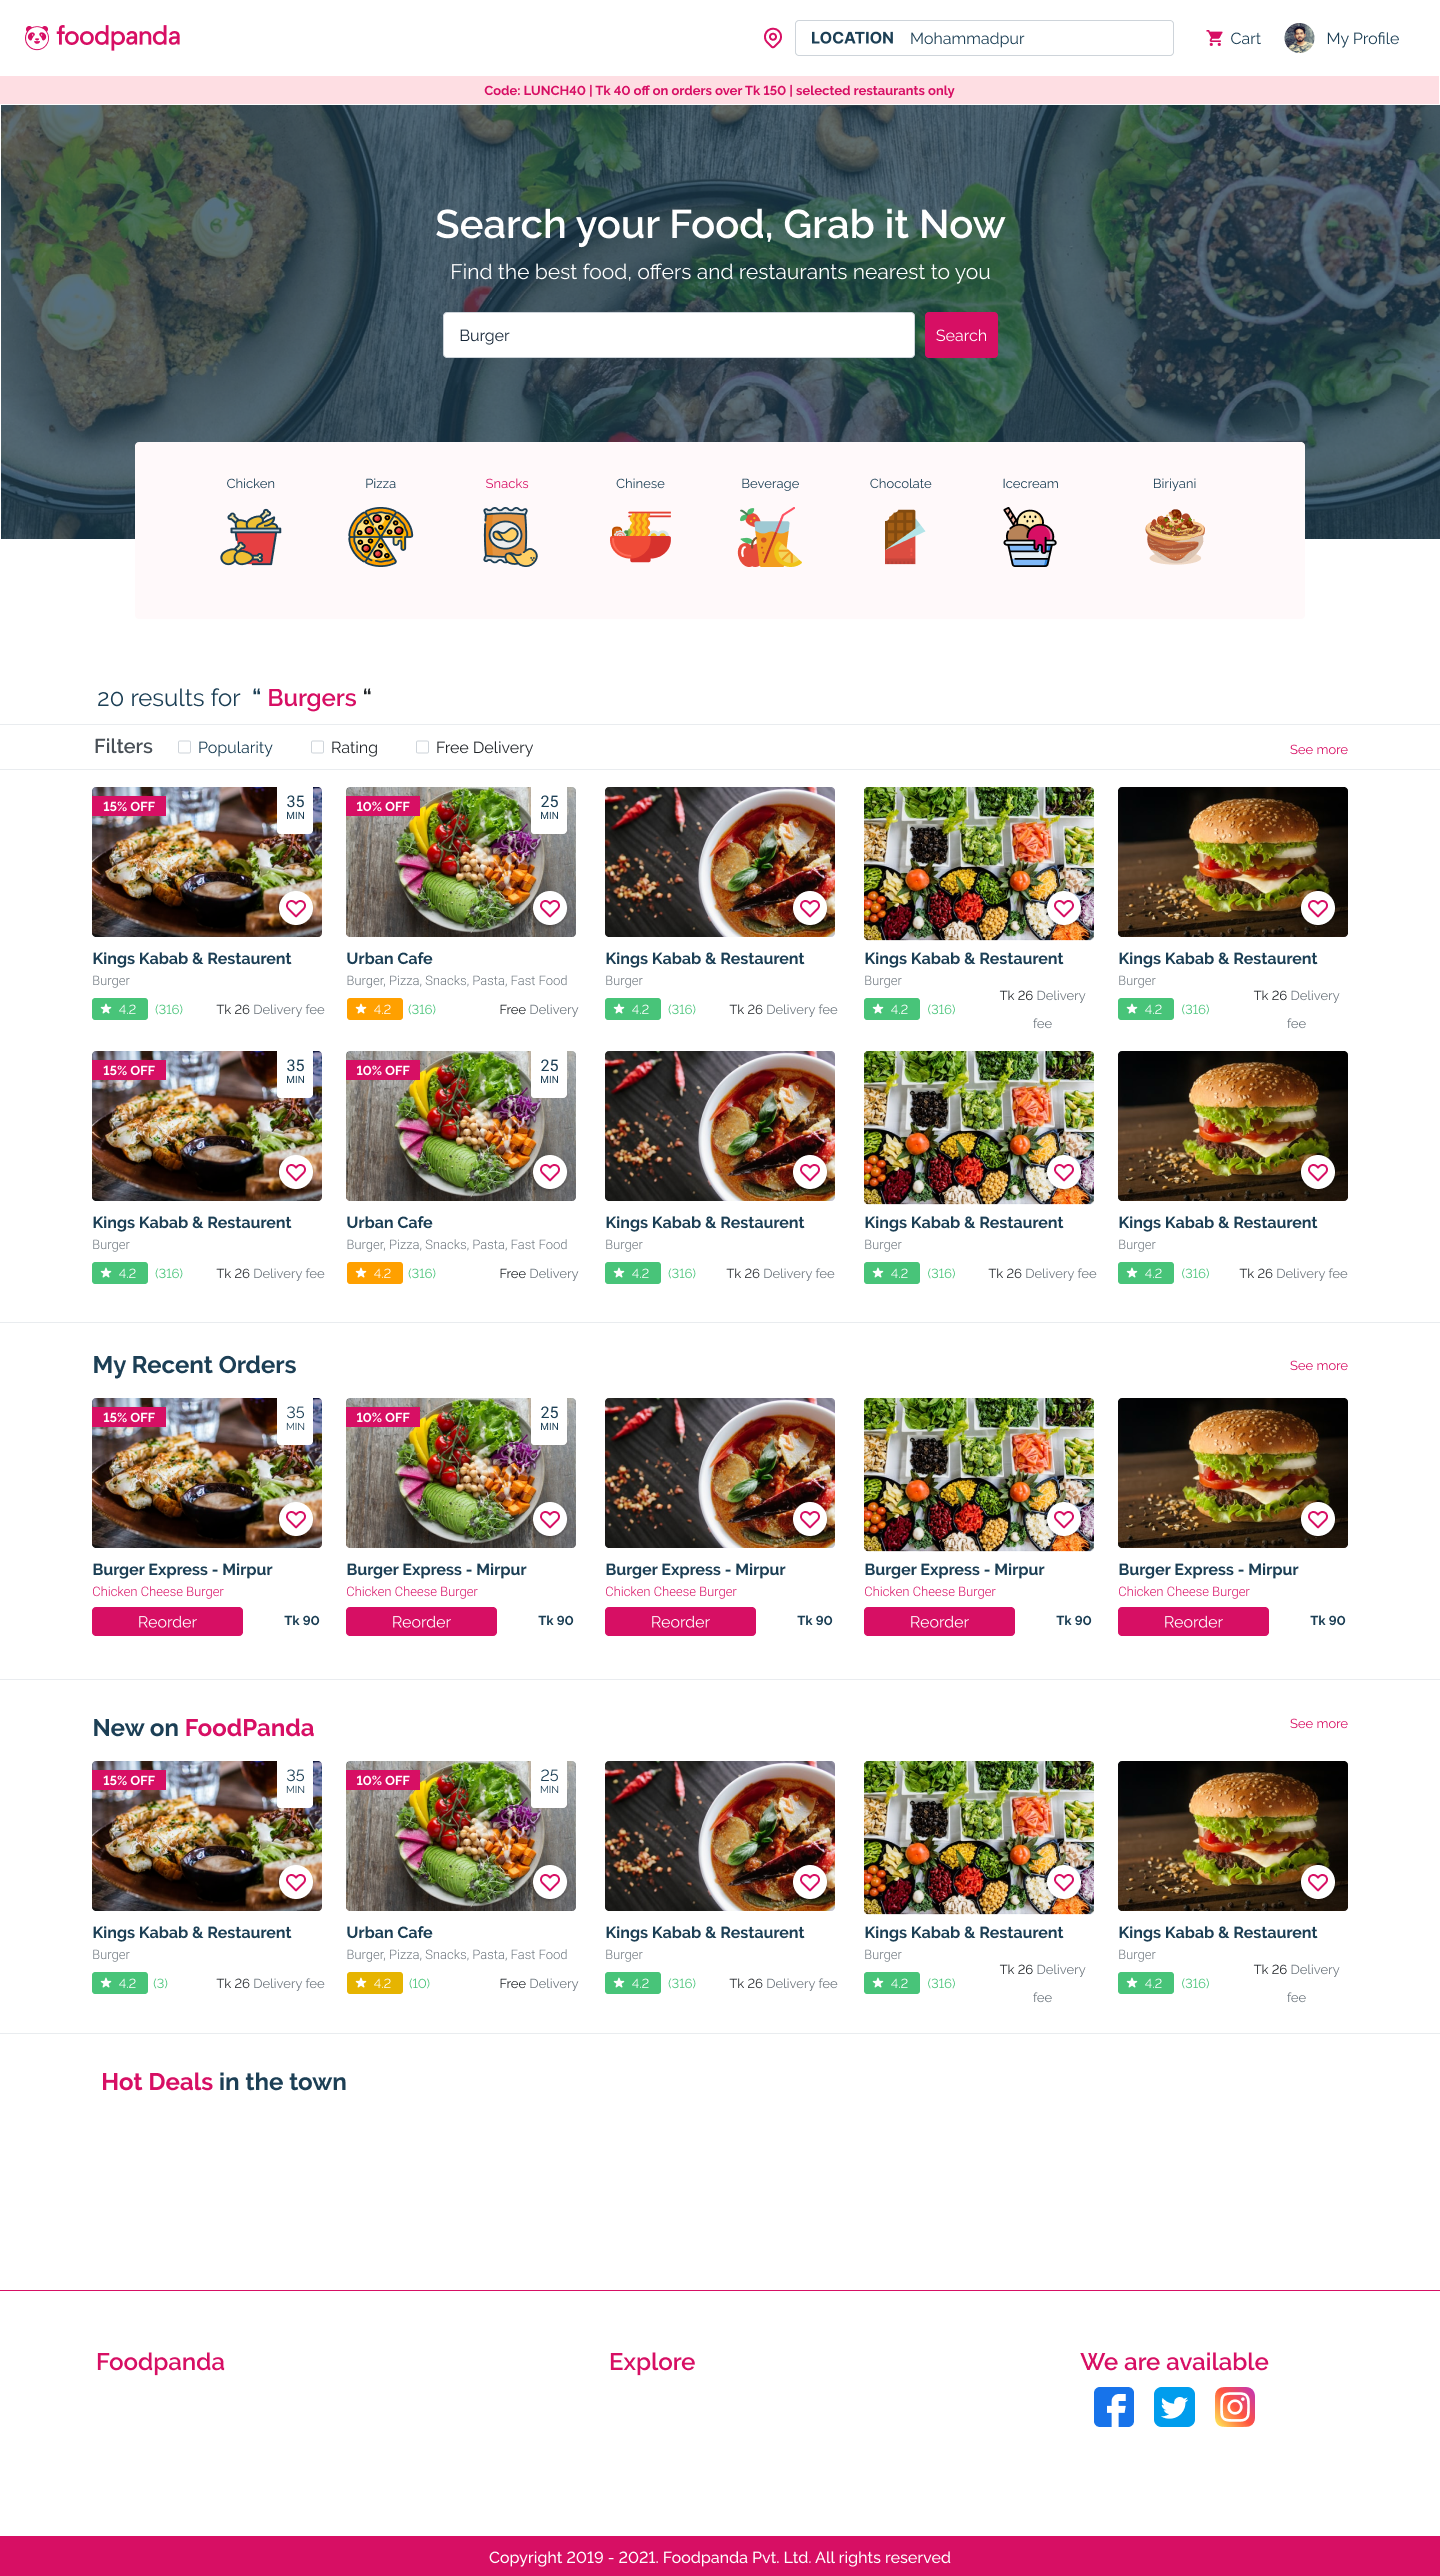 foodpanda
LOCATION Mohammadpur
Cart
My Profile
Code: LUNCH40 | Tk 40 off on orders over Tk 150 | selected restaurants only
Search your Food, Grab it Now
Find the best food, offers and restaurants nearest to you
Burger
Search
Chicken
Pizza
Snacks
Chinese
Beverage
Chocolate
Icecream
Biriyani
20 results for “ Burgers “
Filters
Popularity
Rating
Free Delivery
See more
15% OFF
35
MIN
10% OFF
25
MIN
Kings Kabab & Restaurent
Burger
4.2 (316) Tk 26 Delivery fee
Urban Cafe
Burger, Pizza, Snacks, Pasta, Fast Food
4.2 (316) Free Delivery
Kings Kabab & Restaurent
Burger
4.2 (316) Tk 26 Delivery fee
Kings Kabab & Restaurent
Burger
4.2 (316) Tk 26 Delivery
fee
Kings Kabab & Restaurent
Burger
4.2 (316) Tk 26 Delivery
fee
15% OFF
35
MIN
10% OFF
25
MIN
Kings Kabab & Restaurent
Burger
4.2 (316) Tk 26 Delivery fee
Urban Cafe
Burger, Pizza, Snacks, Pasta, Fast Food
4.2 (316) Free Delivery
Kings Kabab & Restaurent
Burger
4.2 (316) Tk 26 Delivery fee
Kings Kabab & Restaurent
Burger
4.2 (316) Tk 26 Delivery fee
Kings Kabab & Restaurent
Burger
4.2 (316) Tk 26 Delivery fee
My Recent Orders
See more
15% OFF
35
MIN
10% OFF
25
MIN
Burger Express - Mirpur
Chicken Cheese Burger
Reorder Tk 90
Burger Express - Mirpur
Chicken Cheese Burger
Reorder Tk 90
Burger Express - Mirpur
Chicken Cheese Burger
Reorder Tk 90
Burger Express - Mirpur
Chicken Cheese Burger
Reorder Tk 90
Burger Express - Mirpur
Chicken Cheese Burger
Reorder Tk 90
New on FoodPanda
See more
15% OFF
35
MIN
10% OFF
25
MIN
Kings Kabab & Restaurent
Burger
4.2 (3) Tk 26 Delivery fee
Urban Cafe
Burger, Pizza, Snacks, Pasta, Fast Food
4.2 (10) Free Delivery
Kings Kabab & Restaurent
Burger
4.2 (316) Tk 26 Delivery fee
Kings Kabab & Restaurent
Burger
4.2 (316) Tk 26 Delivery
fee
Kings Kabab & Restaurent
Burger
4.2 (316) Tk 26 Delivery
fee
Hot Deals in the town
Foodpanda
Explore
We are available
Copyright 2019 - 2021. Foodpanda Pvt. Ltd. All rights reserved